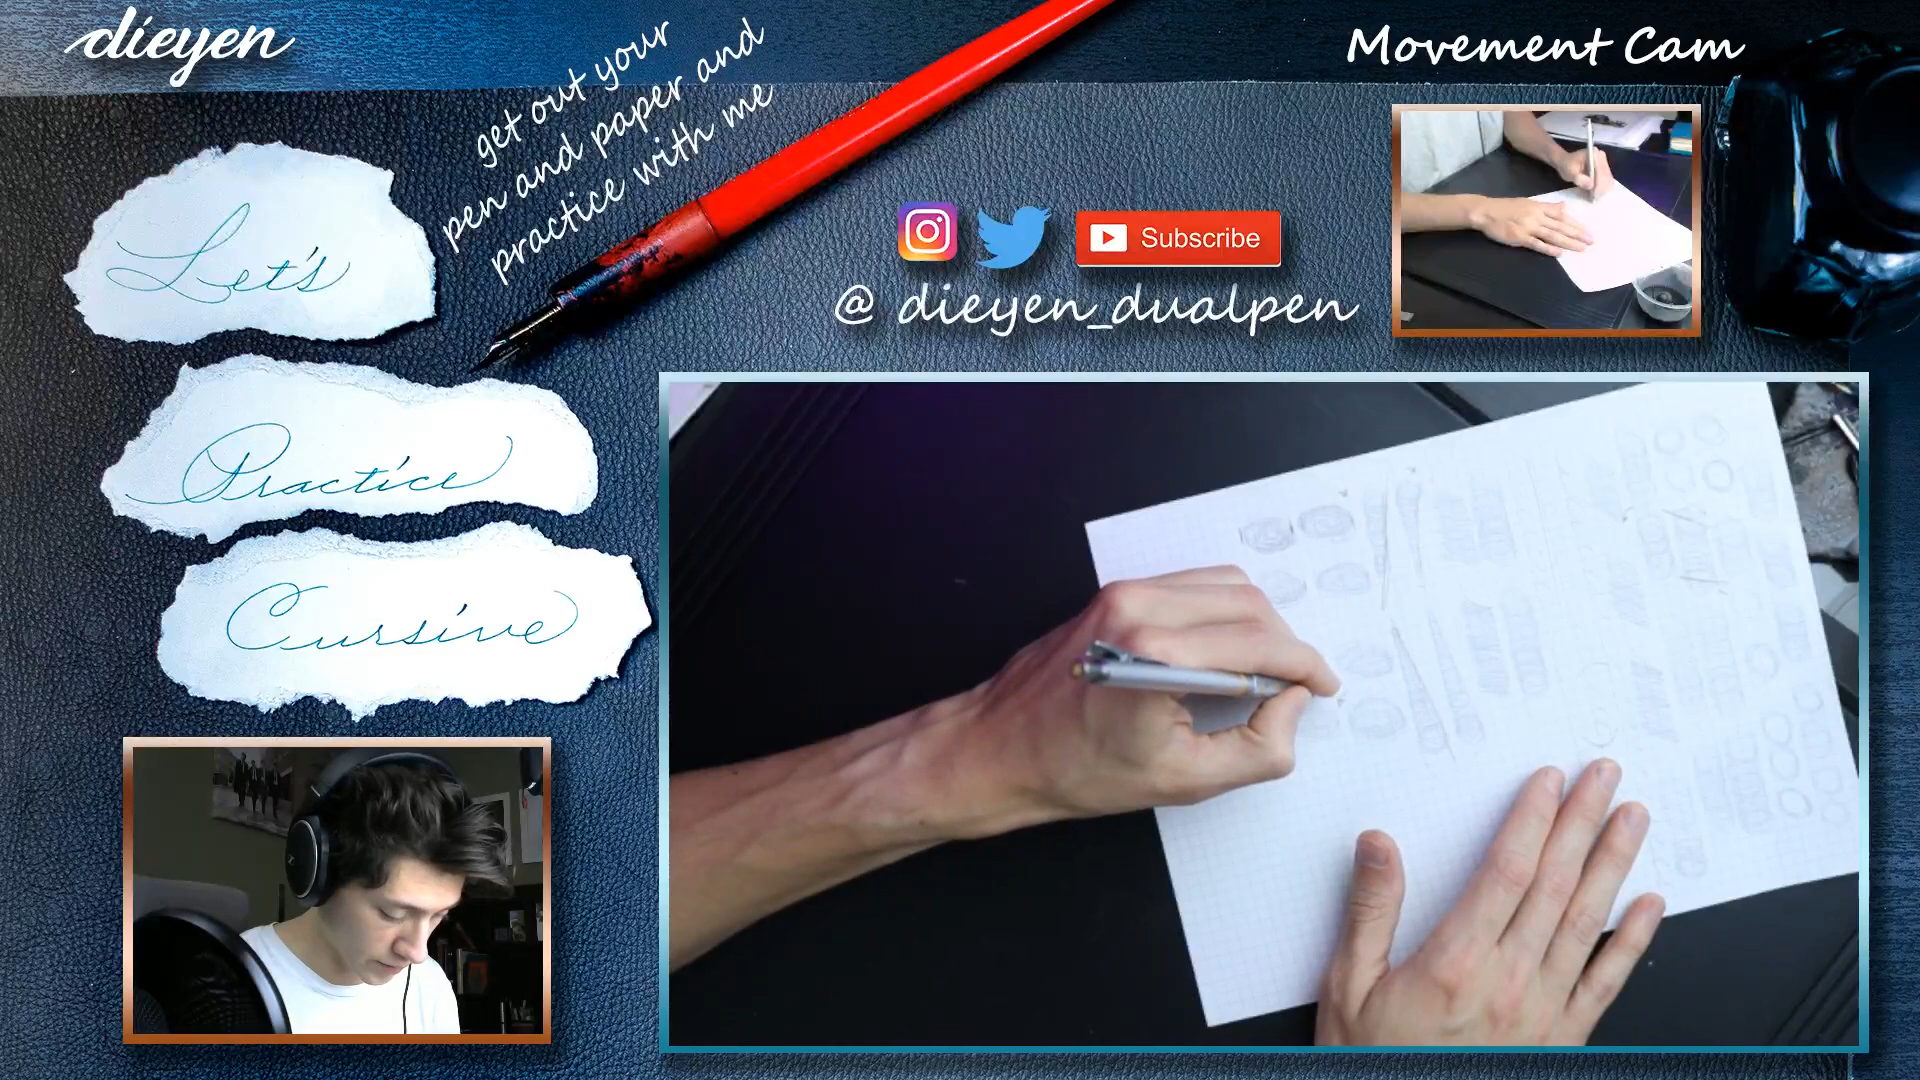 dieyen
get out your
pen and paper and
practice with me
Movement Cam
Let's
Practice
Cursive
Subscribe
@ dieyen_dualpen